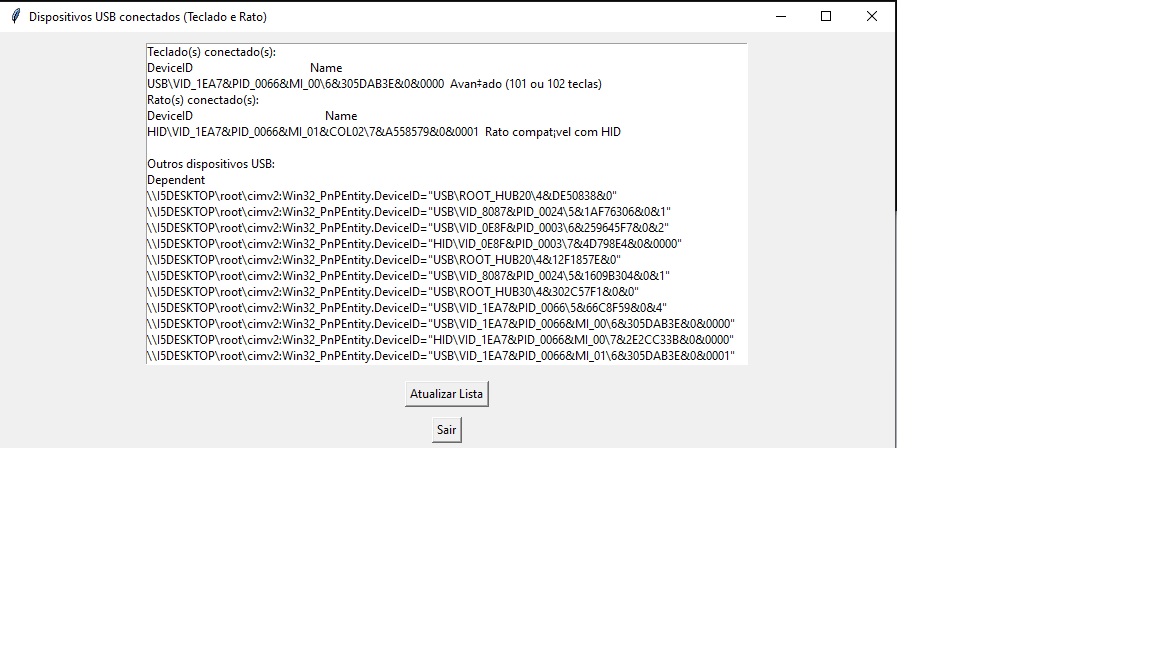 Dispositivos USB conectados (Teclado e Rato)
Teclado(s) conectado(s):
DeviceID Name
USB\VID_1EA7&PID_0066&MI_00\6&305DAB3E&0&0000 Avan‡ado (101 ou 102 teclas)
Rato(s) conectado(s):
DeviceID Name
HID\VID_1EA7&PID_0066&MI_01&COL02\7&A558579&0&0001 Rato compat¡vel com HID
Outros dispositivos USB:
Dependent
\\I5DESKTOP\root\cimv2:Win32_PnPEntity.DeviceID="USB\ROOT_HUB20\4&DE50838&0"
\\I5DESKTOP\root\cimv2:Win32_PnPEntity.DeviceID="USB\VID_8087&PID_0024\5&1AF76306&0&1"
\\I5DESKTOP\root\cimv2:Win32_PnPEntity.DeviceID="USB\VID_0E8F&PID_0003\6&259645F7&0&2"
\\I5DESKTOP\root\cimv2:Win32_PnPEntity.DeviceID="HID\VID_0E8F&PID_0003\7&4D798E4&0&0000"
\\I5DESKTOP\root\cimv2:Win32_PnPEntity.DeviceID="USB\ROOT_HUB20\4&12F1857E&0"
\\I5DESKTOP\root\cimv2:Win32_PnPEntity.DeviceID="USB\VID_8087&PID_0024\5&1609B304&0&1"
\\I5DESKTOP\root\cimv2:Win32_PnPEntity.DeviceID="USB\ROOT_HUB30\4&302C57F1&0&0"
\\I5DESKTOP\root\cimv2:Win32_PnPEntity.DeviceID="USB\VID_1EA7&PID_0066\5&66C8F59&0&4"
\\I5DESKTOP\root\cimv2:Win32_PnPEntity.DeviceID="USB\VID_1EA7&PID_0066&MI_00\6&305DAB3E&0&0000"
\\I5DESKTOP\root\cimv2:Win32_PnPEntity.DeviceID="HID\VID_1EA7&PID_0066&MI_00\7&2E2CC33B&0&0000"
\\I5DESKTOP\root\cimv2:Win32_PnPEntity.DeviceID="USB\VID_1EA7&PID_0066&MI_01\6&305DAB3E&0&0001"
Atualizar Lista
Sair